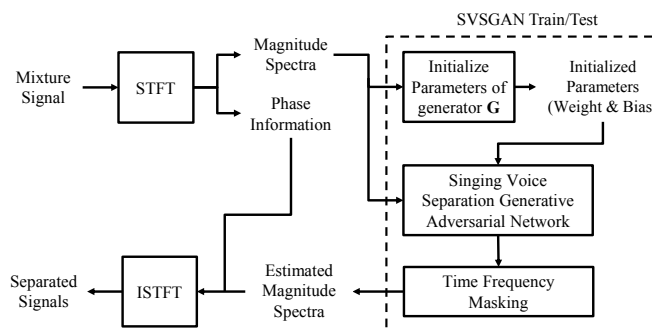 SVSGAN Train/Test
Mixture
Signal
STFT
Magnitude
Spectra
Phase
Information
Initialize
Parameters of
generator G
Initialized
Parameters
(Weight & Bias
Singing Voice
Separation Generative
Adversarial Network
Time Frequency
Masking
Estimated
Magnitude
Spectra
ISTFT
Separated
Signals